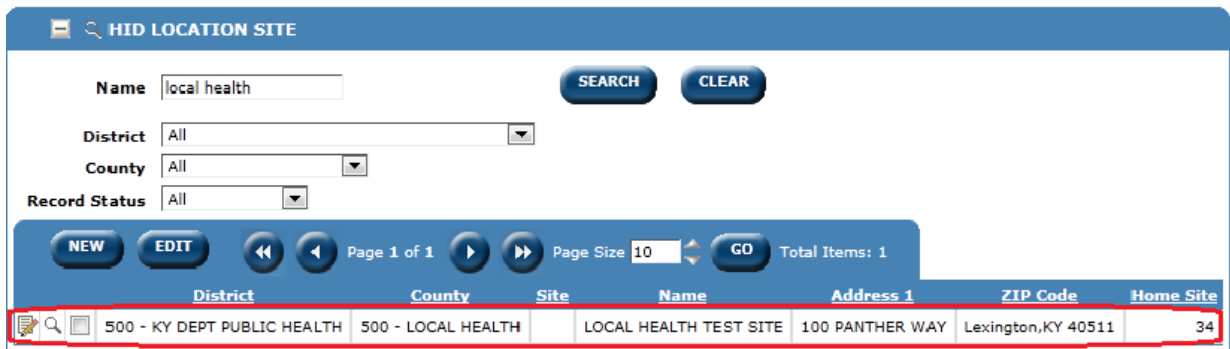 HID LOCATION SITE
Name local health SEARCH CLEAR
District All
County All
Record Status All
NEW EDIT Page 1 of 1 Page Size 10 GO Total Items: 1
District County Site Name Address 1 ZIP Code Home Site
500 - KY DEPT PUBLIC HEALTH 500 - LOCAL HEALTH LOCAL HEALTH TEST SITE 100 PANTHER WAY Lexington,KY 40511 34